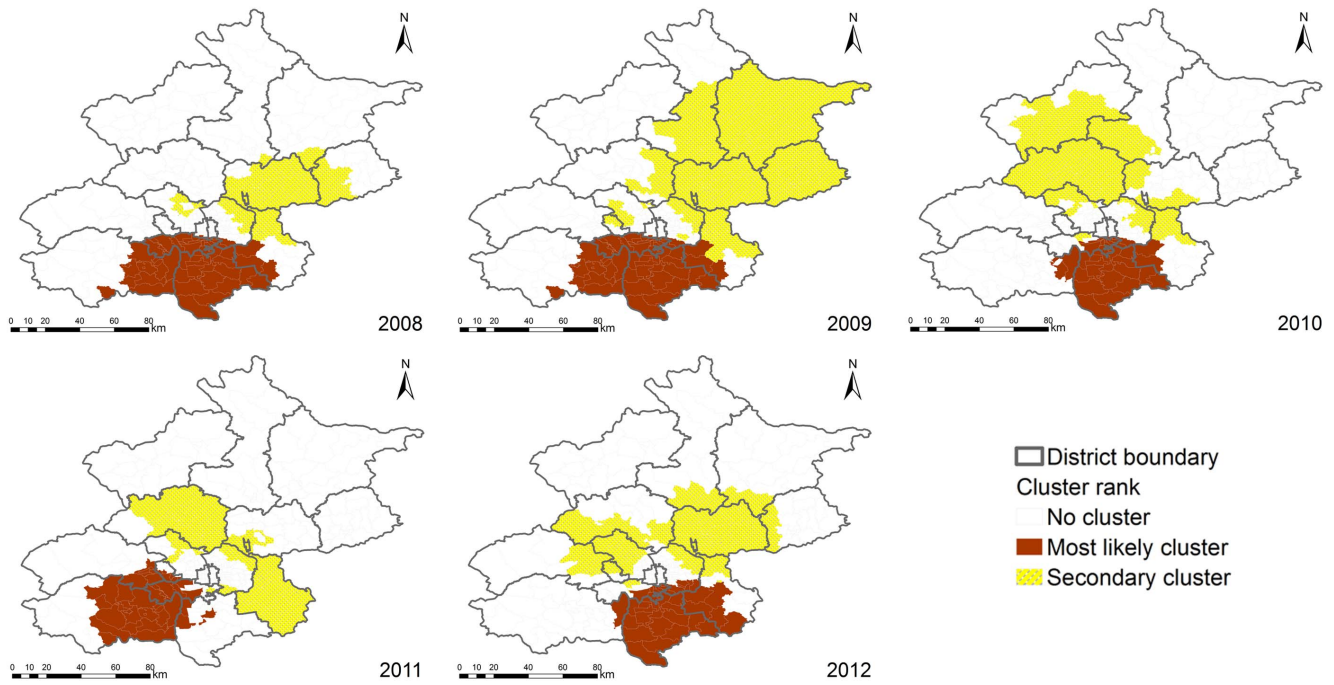 N
0 10 20 40 60 80
km
2008
N
0 10 20 40 60 80
km
2009
N
0 10 20 40 60 80
km
2010
N
0 10 20 40 60 80
km
2011
N
0 10 20 40 60 80
km
2012
District boundary
Cluster rank
No cluster
Most likely cluster
Secondary cluster